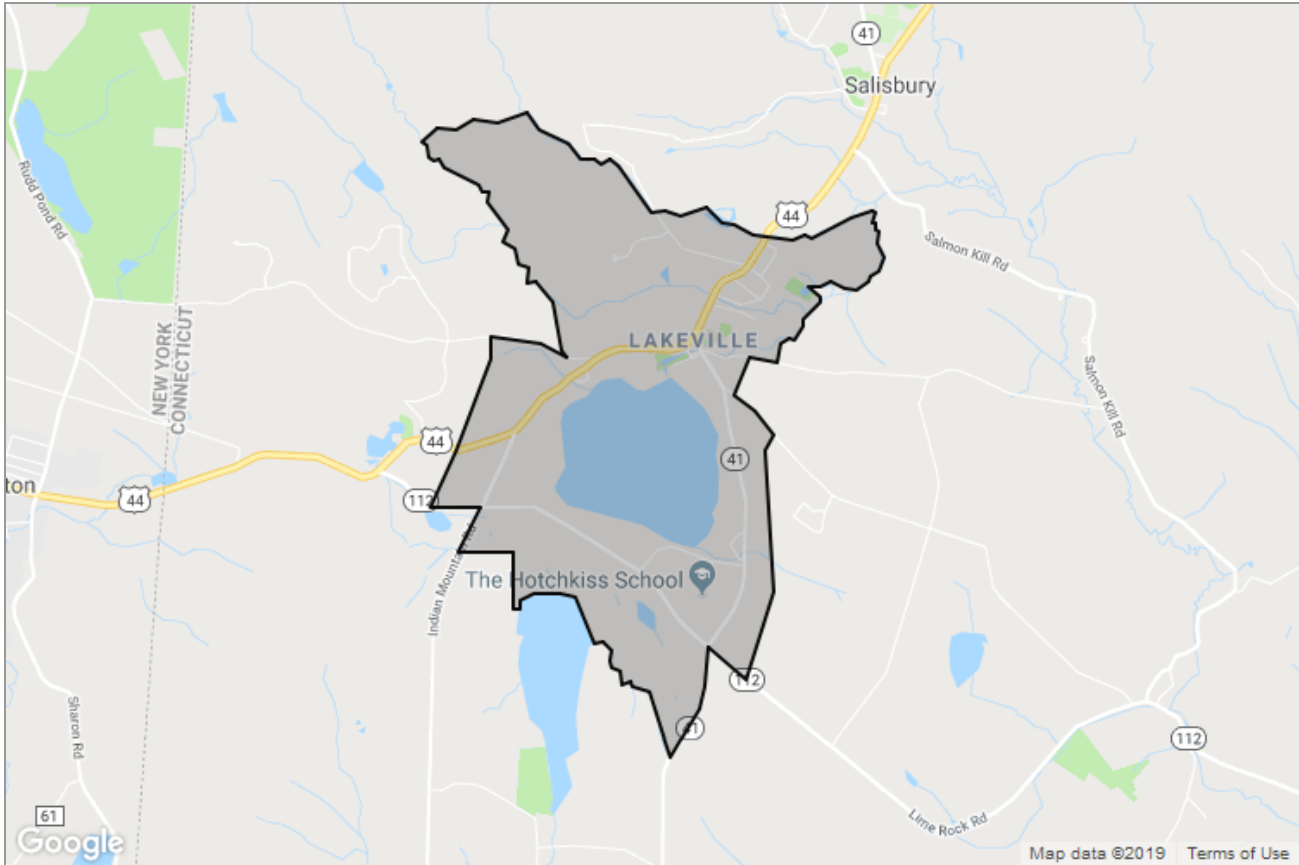 41
Salisbury
Rudd Pond Rd
44
Salmon Kill Rd
NEW YORK
CONNECTICUT
LAKEVILLE
Salmon Kill Rd
44
41
ton
44
112
The Hotchkiss School
Indian Mountain Rd
112
Sharon Rd
41
112
61
Lime Rock Rd
Google
Map data ©2019 Terms of Use